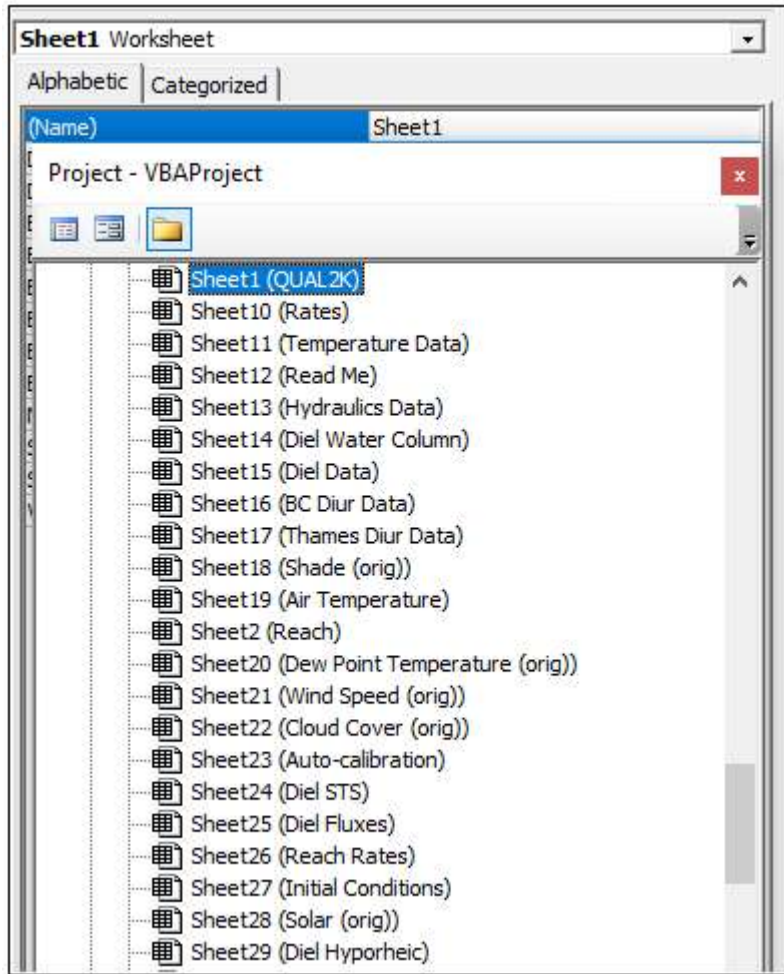 Sheet1 Worksheet
Alphabetic Categorized
(Name) Sheet1
Project - VBAProject
Sheet1 (QUAL2K)
Sheet10 (Rates)
Sheet11 (Temperature Data)
Sheet12 (Read Me)
Sheet13 (Hydraulics Data)
Sheet14 (Diel Water Column)
Sheet15 (Diel Data)
Sheet16 (BC Diur Data)
Sheet17 (Thames Diur Data)
Sheet18 (Shade (orig))
Sheet19 (Air Temperature)
Sheet2 (Reach)
Sheet20 (Dew Point Temperature (orig))
Sheet21 (Wind Speed (orig))
Sheet22 (Cloud Cover (orig))
Sheet23 (Auto-calibration)
Sheet24 (Diel STS)
Sheet25 (Diel Fluxes)
Sheet26 (Reach Rates)
Sheet27 (Initial Conditions)
Sheet28 (Solar (orig))
Sheet29 (Diel Hyporheic)